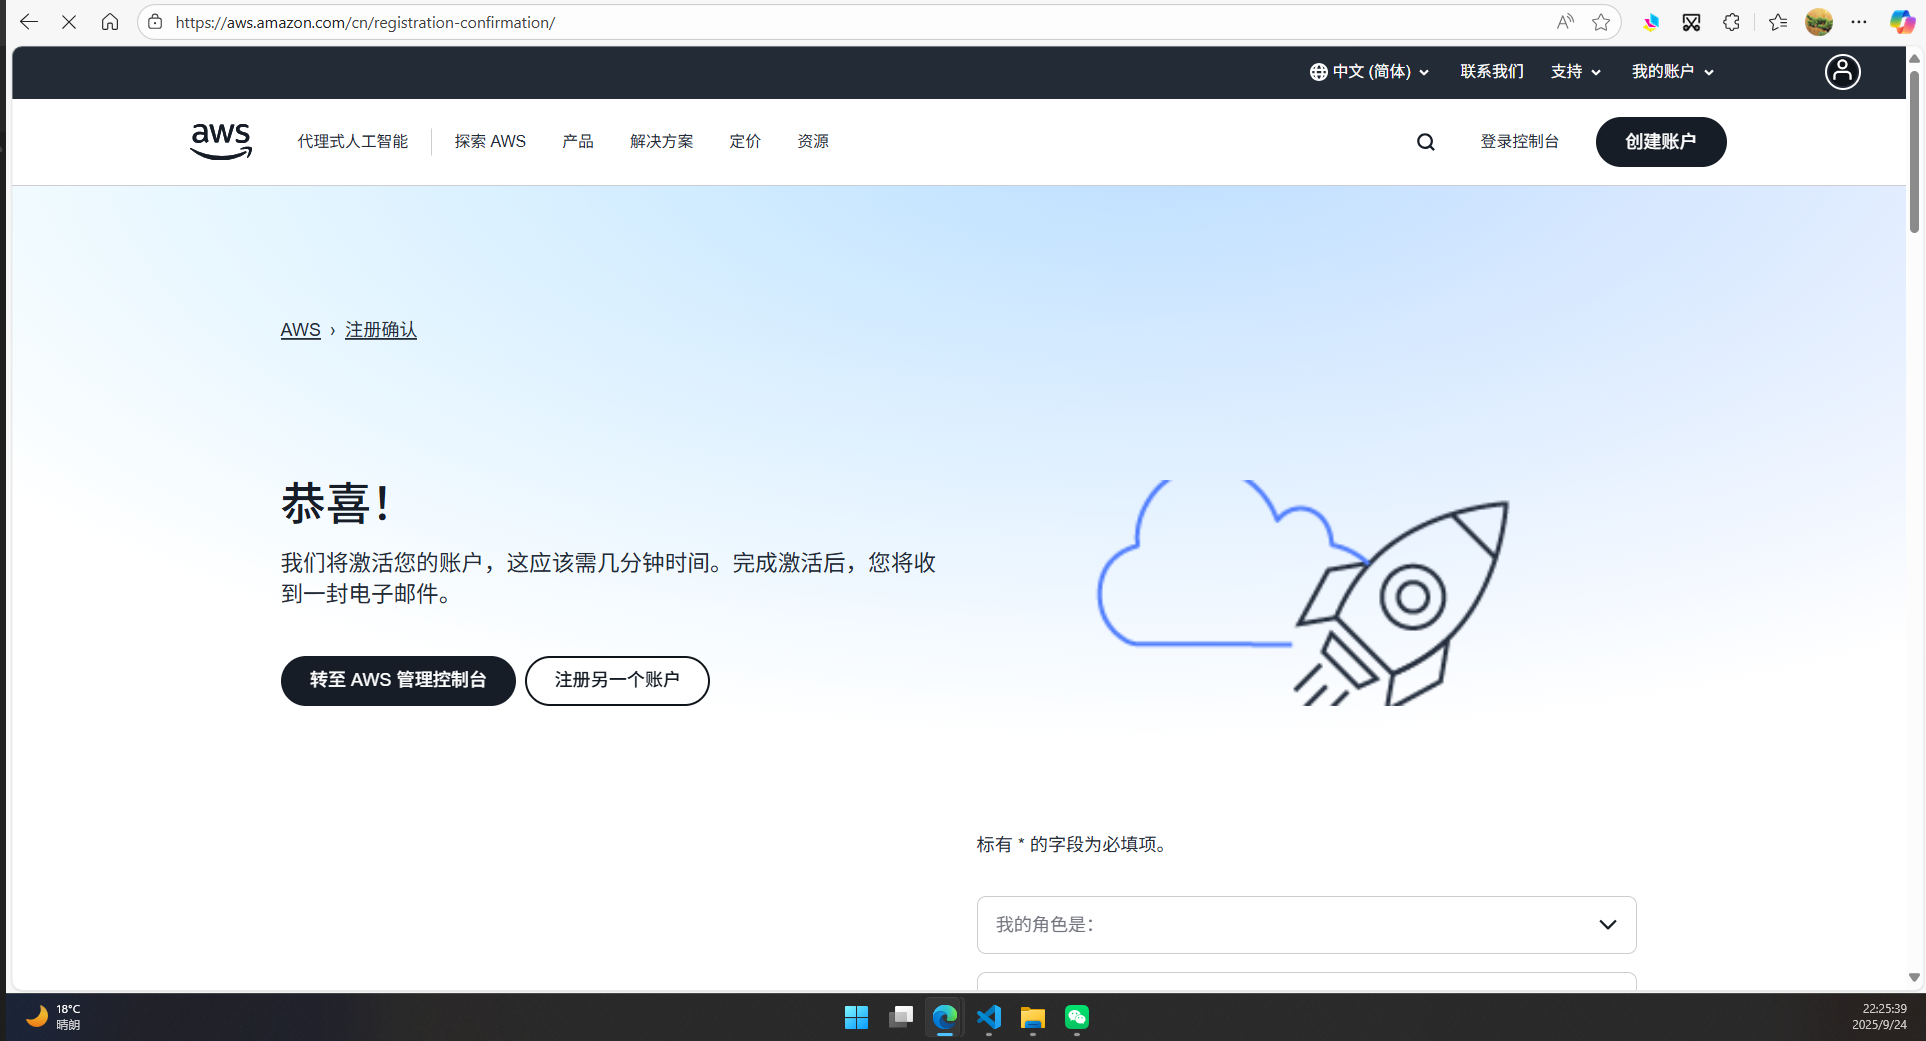 https://aws.amazon.com/cn/registration-confirmation/
中文 (简体) 联系我们 支持 我的账户
aws 代理式人工智能 探索 AWS 产品 解决方案 定价 资源 登录控制台 创建账户
AWS › 注册确认
恭喜！
我们将激活您的账户，这应该需几分钟时间。完成激活后，您将收
到一封电子邮件。
转至 AWS 管理控制台 注册另一个账户
标有 * 的字段为必填项。
我的角色是：
18°C
晴朗
22:25:39
2025/9/24